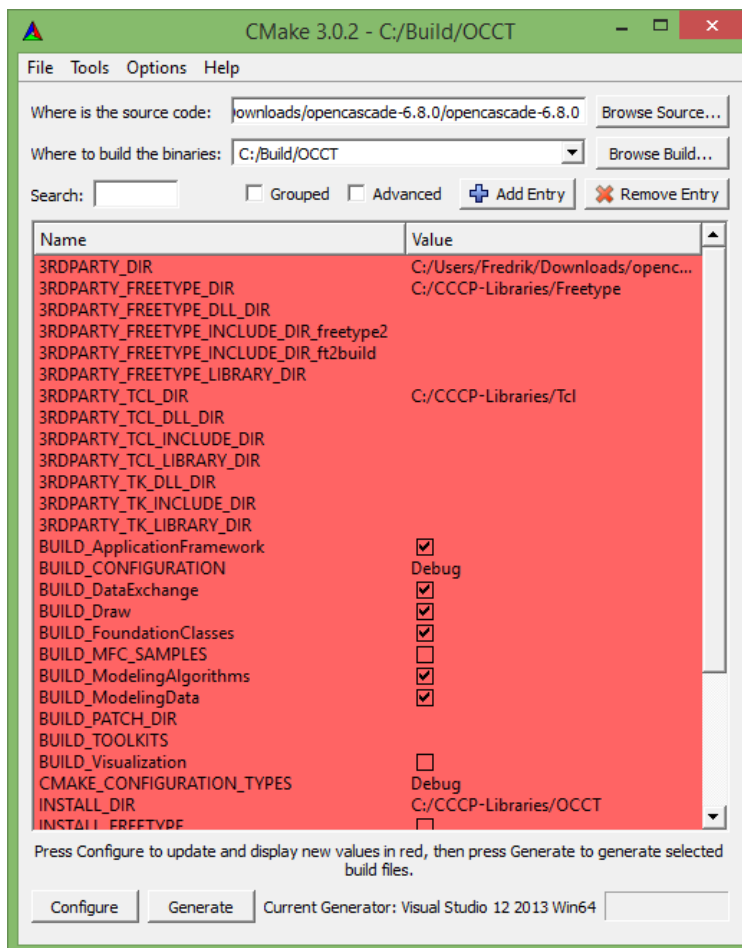 CMake 3.0.2 - C:/Build/OCCT
File Tools Options Help
Where is the source code: ownloads/opencascade-6.8.0/opencascade-6.8.0 Browse Source...
Where to build the binaries: C:/Build/OCCT Browse Build...
Search: Grouped Advanced Add Entry Remove Entry
Name Value
3RDPARTY_DIR C:/Users/Fredrik/Downloads/openc...
3RDPARTY_FREETYPE_DIR C:/CCCP-Libraries/Freetype
3RDPARTY_FREETYPE_DLL_DIR
3RDPARTY_FREETYPE_INCLUDE_DIR_freetype2
3RDPARTY_FREETYPE_INCLUDE_DIR_ft2build
3RDPARTY_FREETYPE_LIBRARY_DIR
3RDPARTY_TCL_DIR C:/CCCP-Libraries/Tcl
3RDPARTY_TCL_DLL_DIR
3RDPARTY_TCL_INCLUDE_DIR
3RDPARTY_TCL_LIBRARY_DIR
3RDPARTY_TK_DLL_DIR
3RDPARTY_TK_INCLUDE_DIR
3RDPARTY_TK_LIBRARY_DIR
BUILD_ApplicationFramework
BUILD_CONFIGURATION Debug
BUILD_DataExchange
BUILD_Draw
BUILD_FoundationClasses
BUILD_MFC_SAMPLES
BUILD_ModelingAlgorithms
BUILD_ModelingData
BUILD_PATCH_DIR
BUILD_TOOLKITS
BUILD_Visualization
CMAKE_CONFIGURATION_TYPES Debug
INSTALL_DIR C:/CCCP-Libraries/OCCT
INSTALL_FREETYPE
Press Configure to update and display new values in red, then press Generate to generate selected
build files.
Configure Generate Current Generator: Visual Studio 12 2013 Win64